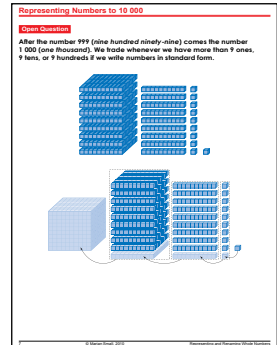 Representing Numbers to 10 000
Open Question
After the number 999 (nine hundred ninety-nine) comes the number
1 000 (one thousand). We trade whenever we have more than 9 ones,
9 tens, or 9 hundreds if we write numbers in standard form.
7 © Marian Small, 2010 Representing and Renaming Whole Numbers